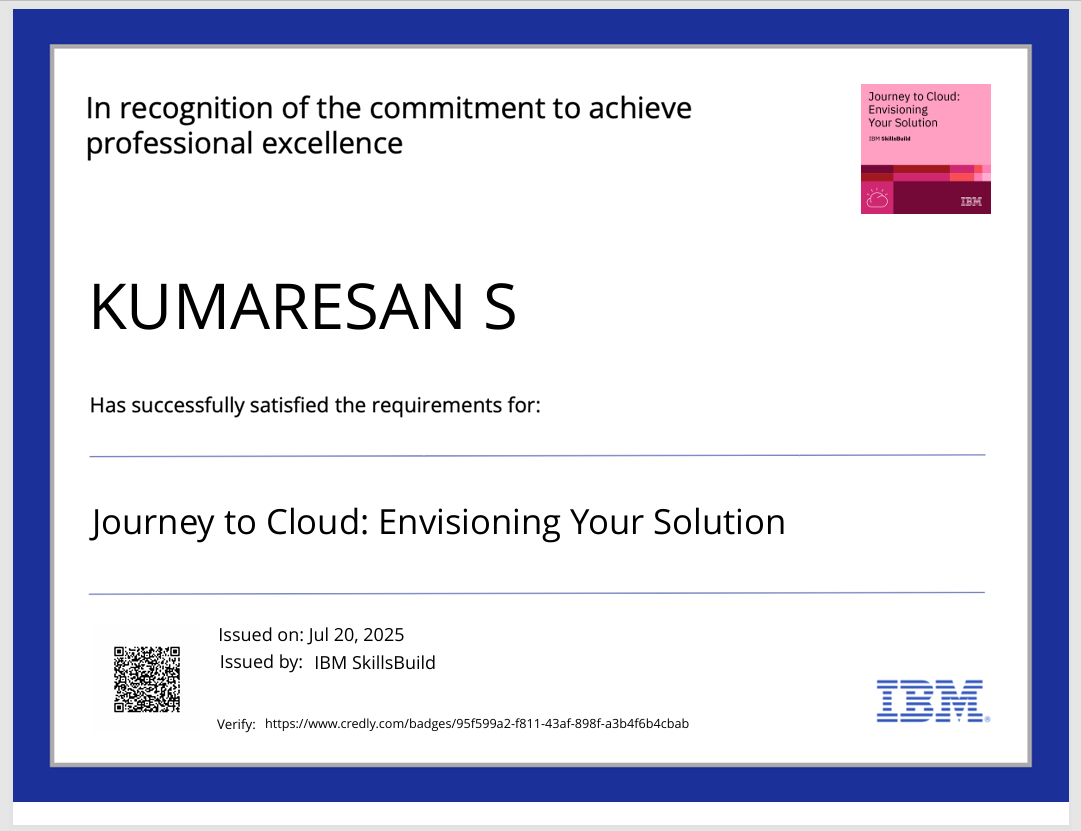 In recognition of the commitment to achieve
professional excellence
Journey to Cloud:
Envisioning
Your Solution
IBM SkillsBuild
IBM
KUMARESAN S
Has successfully satisfied the requirements for:
Journey to Cloud: Envisioning Your Solution
Issued on: Jul 20, 2025
Issued by: IBM SkillsBuild
Verify: https://www.credly.com/badges/95f599a2-f811-43af-898f-a3b4f6b4cbab
IBM®